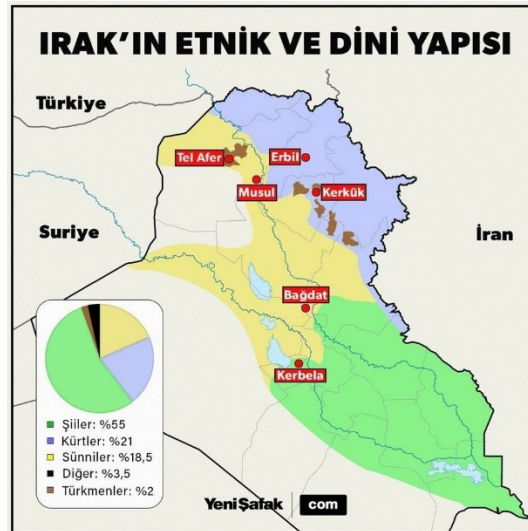 IRAK'IN ETNİK VE DİNİ YAPISI
Türkiye
Tel Afer
Erbil
Musul
Kerkük
Suriye
İran
Bağdat
Kerbela
Şiiler: %55
Kürtler: %21
Sünniler: %18,5
Diğer: %3,5
Türkmenler: %2
YeniŞafak | com